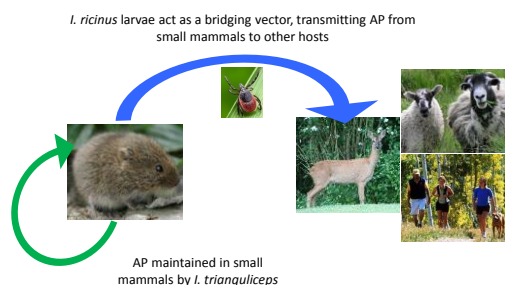 I. ricinus larvae act as a bridging vector, transmitting AP from
small mammals to other hosts
AP maintained in small
mammals by I. trianguliceps